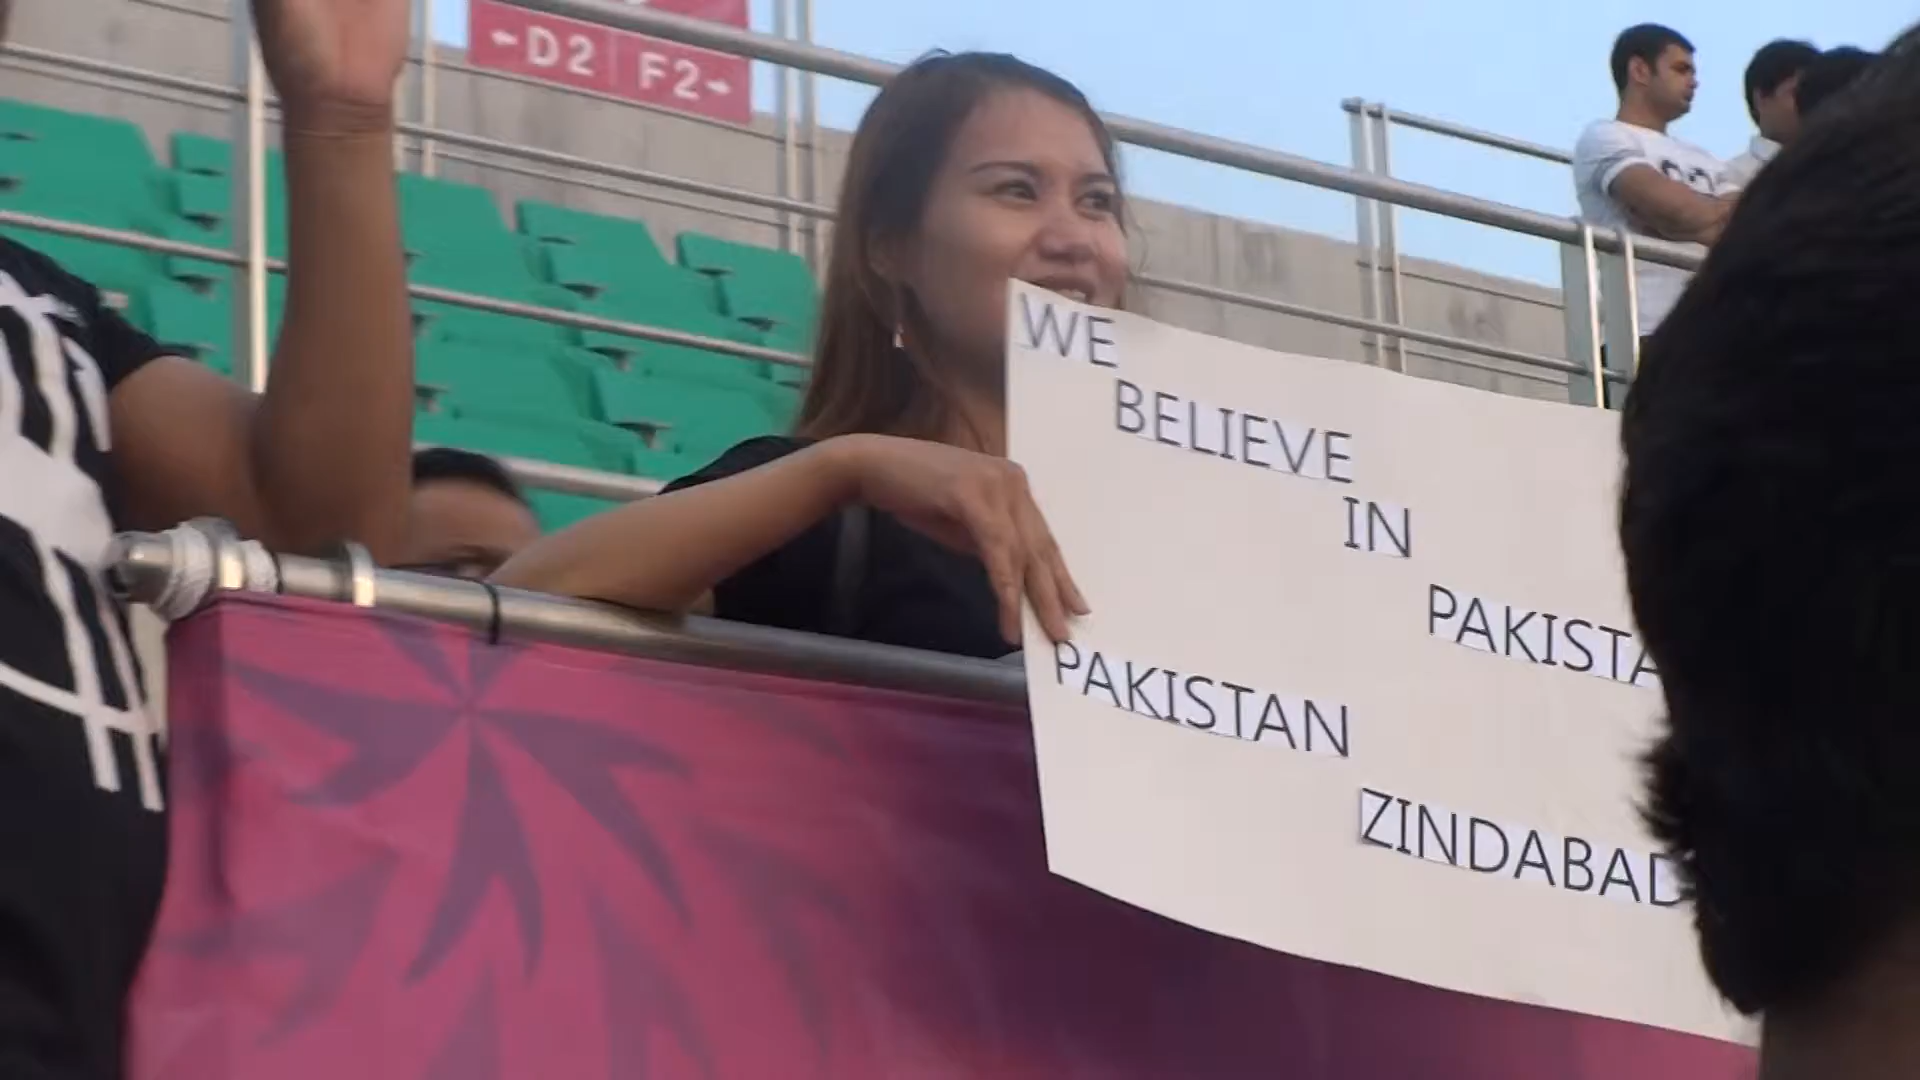 ←D2 F2→
WE
BELIEVE
IN
PAKISTA
PAKISTAN
ZINDABAD